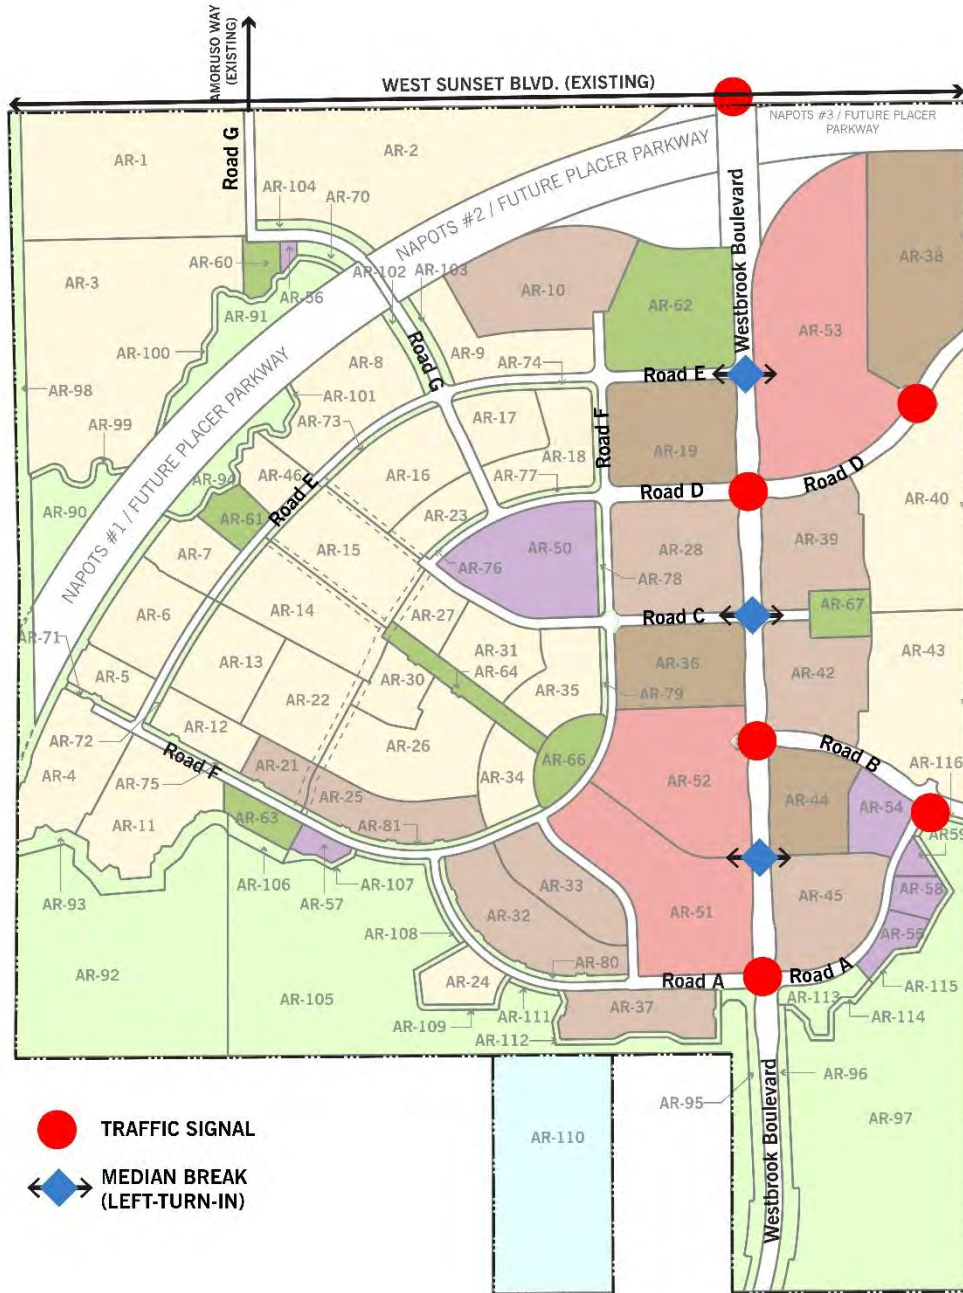 AMORUSO WAY
(EXISTING)
WEST SUNSET BLVD. (EXISTING)
NAPOTS #3 / FUTURE PLACER
PARKWAY
Road G
AR-1
AR-2
NAPOTS #2 / FUTURE PLACER PARKWAY
Westbrook Boulevard
AR-104
AR-70
AR-38
AR-60
AR-102
AR-103
AR-3
AR-56
AR-10
AR-62
AR-91
AR-53
AR-100
Road G
AR-8
AR-9
AR-74
Road E
AR-98
AR-101
AR-99
AR-73
AR-17
Road F
AR-46
AR-16
AR-18
AR-19
AR-94
AR-77
Road D
Road D
AR-90
Road E
AR-40
AR-61
AR-23
NAPOTS #1 / FUTURE PLACER PARKWAY
AR-7
AR-15
AR-50
AR-28
AR-39
AR-76
AR-78
AR-6
AR-14
AR-27
Road C
AR-67
AR-71
AR-31
AR-43
AR-5
AR-13
AR-30
AR-64
AR-36
AR-42
AR-22
AR-35
AR-79
AR-12
AR-72
AR-26
Road B
AR-4
Road F
AR-21
AR-34
AR-66
AR-52
AR-116
AR-75
AR-25
AR-44
AR-54
AR-11
AR-63
AR-81
AR59
AR-106
AR-107
AR-33
AR-58
AR-93
AR-57
AR-45
AR-32
AR-51
AR-108
AR-55
AR-92
AR-80
AR-24
Road A
Road A
AR-105
AR-115
AR-113
AR-37
AR-109
AR-111
AR-114
AR-112
AR-96
AR-95
AR-97
TRAFFIC SIGNAL
AR-110
MEDIAN BREAK
(LEFT-TURN-IN)
Westbrook Boulevard